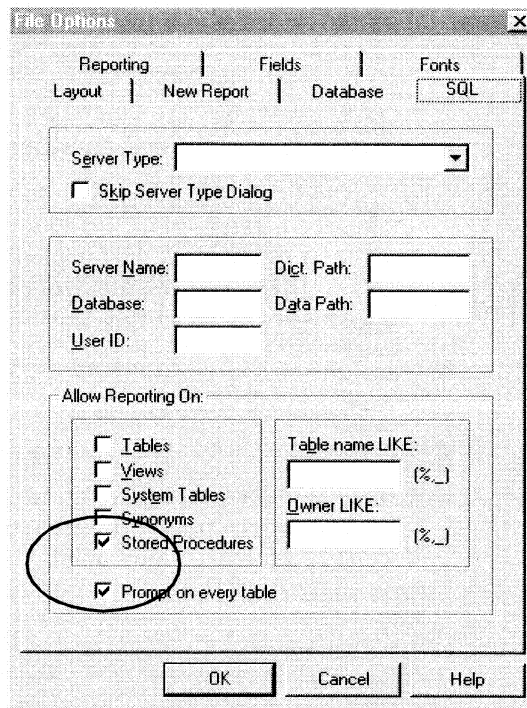 File Options
Reporting Fields Fonts
Layout New Report Database SQL
Server Type:
Skip Server Type Dialog
Server Name: Dict. Path:
Database: Data Path:
User ID:
Allow Reporting On:
Tables
Views
System Tables
Synonyms
Stored Procedures
Table name LIKE:
(%,_)
Owner LIKE:
(%,_)
Prompt on every table
OK Cancel Help